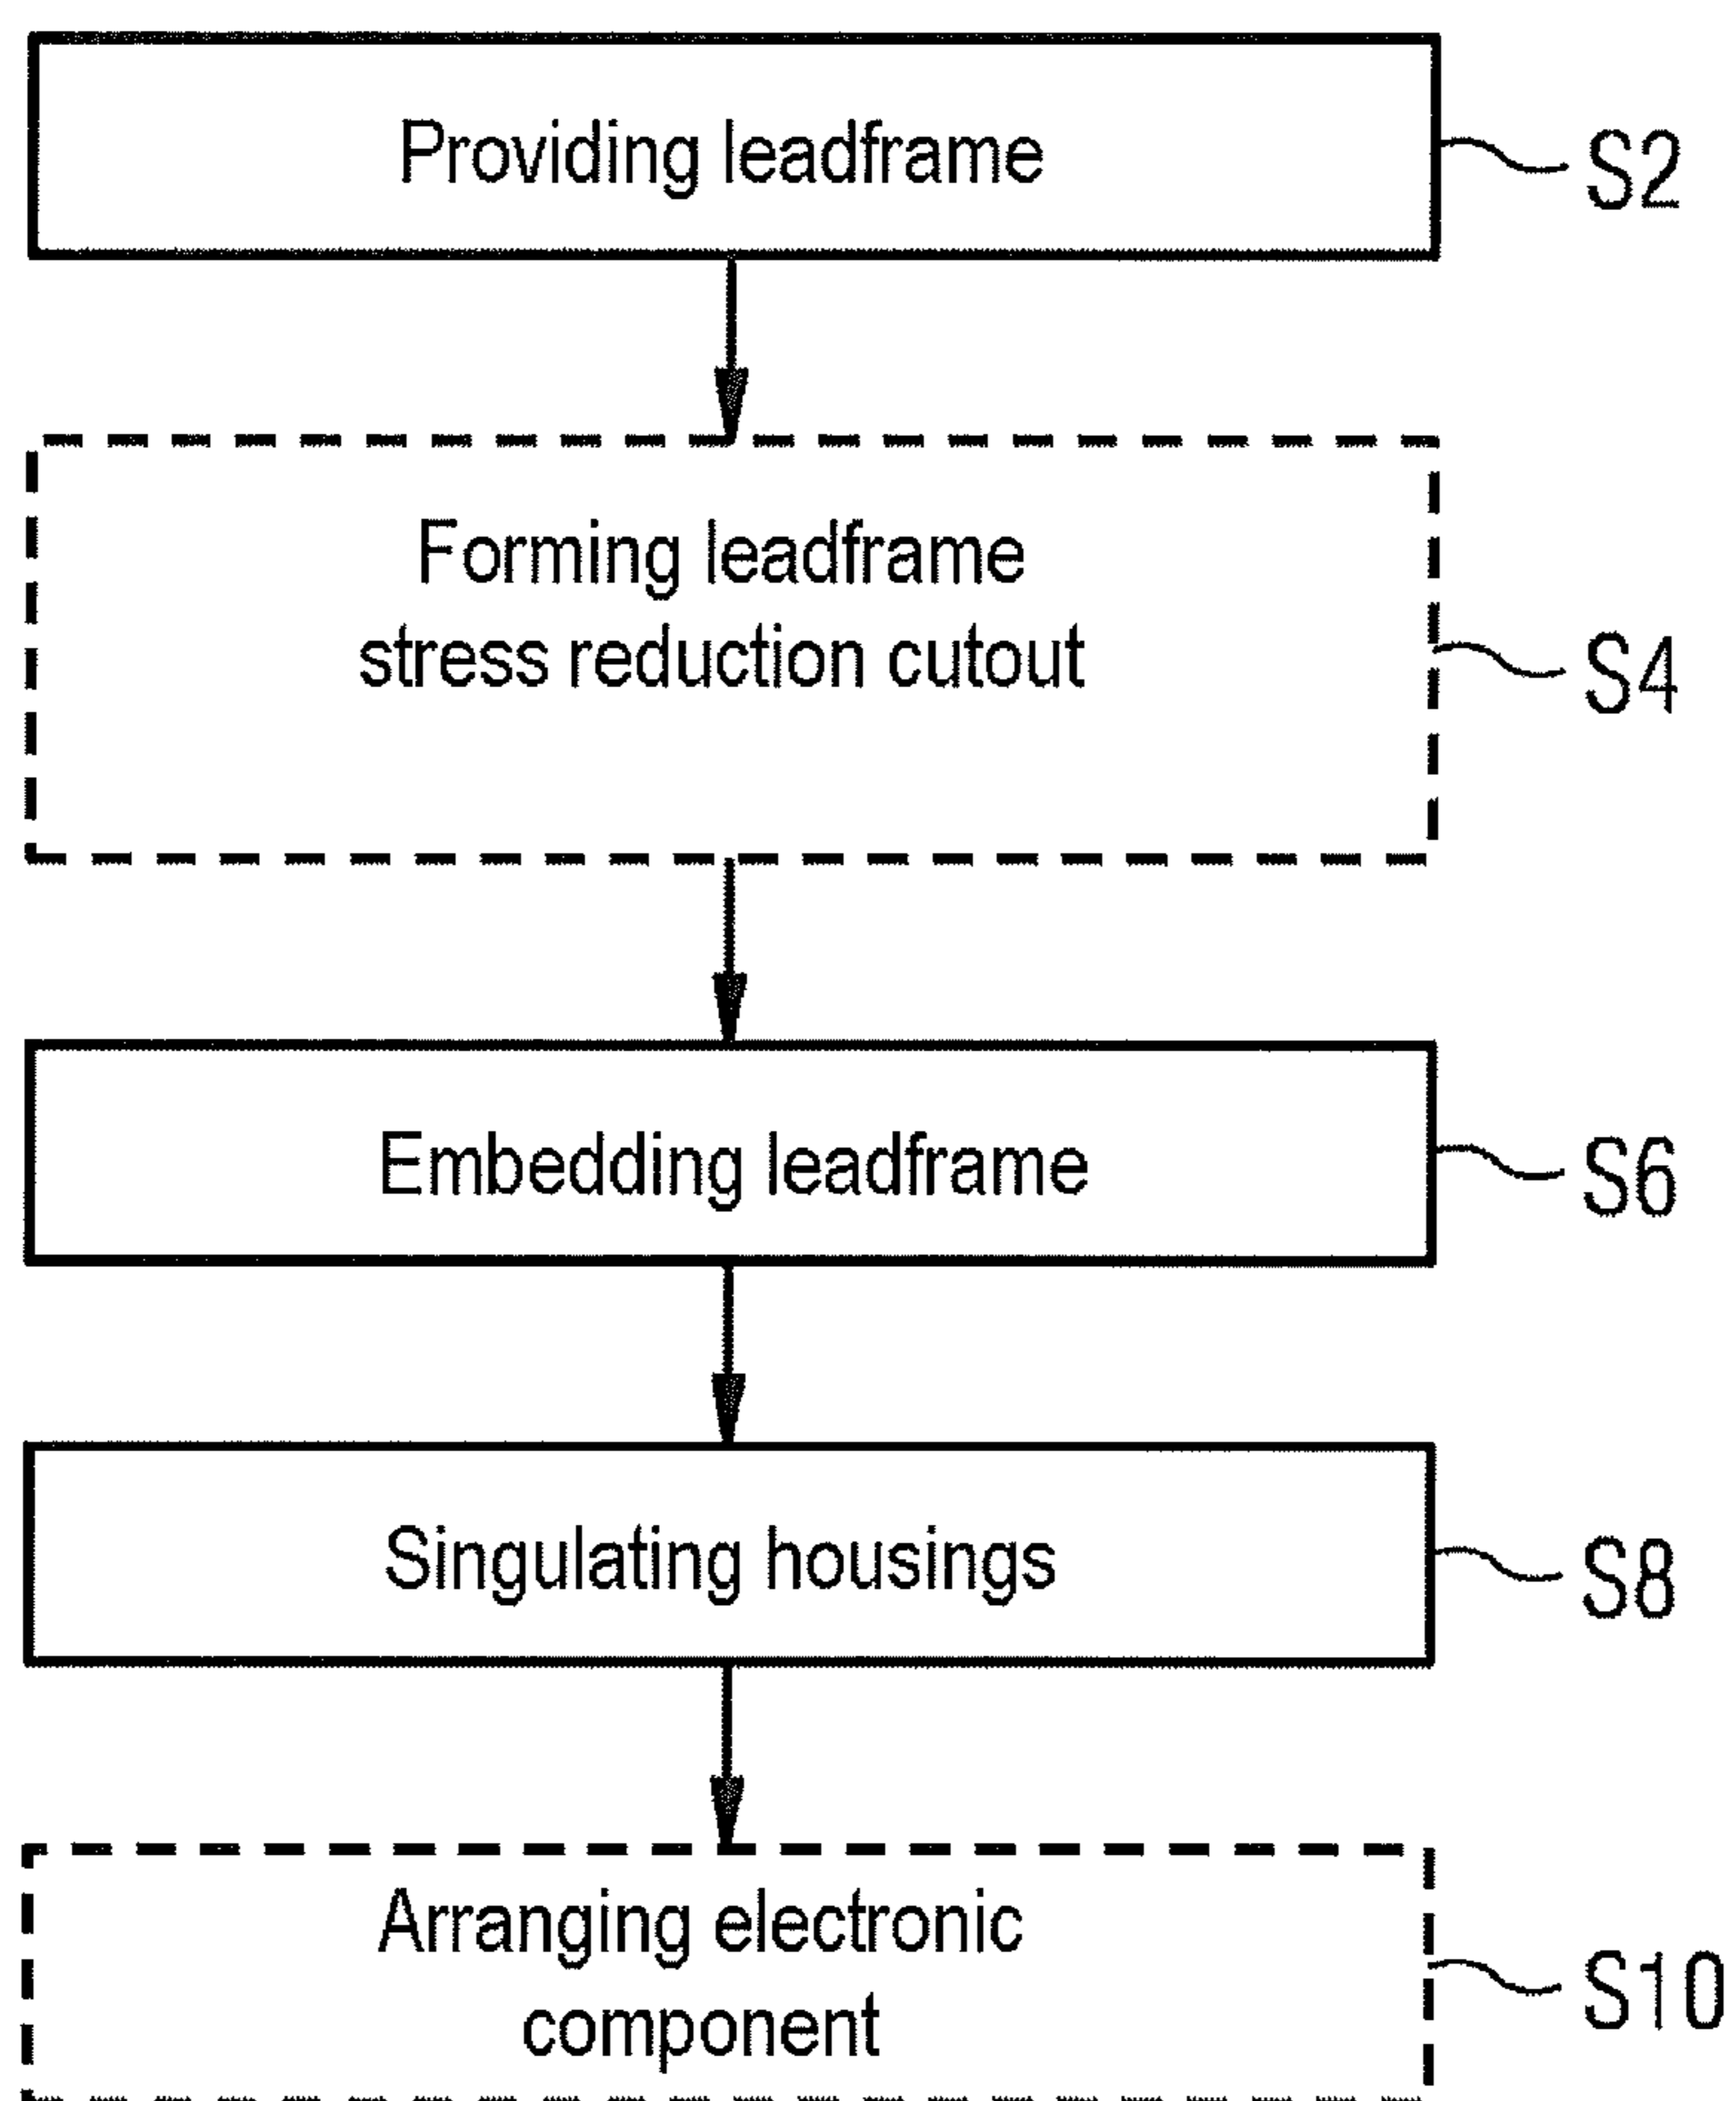 Providing leadframe
S2
Forming leadframe
stress reduction cutout
S4
Embedding leadframe
S6
Singulating housings
S8
Arranging electronic
component
S10